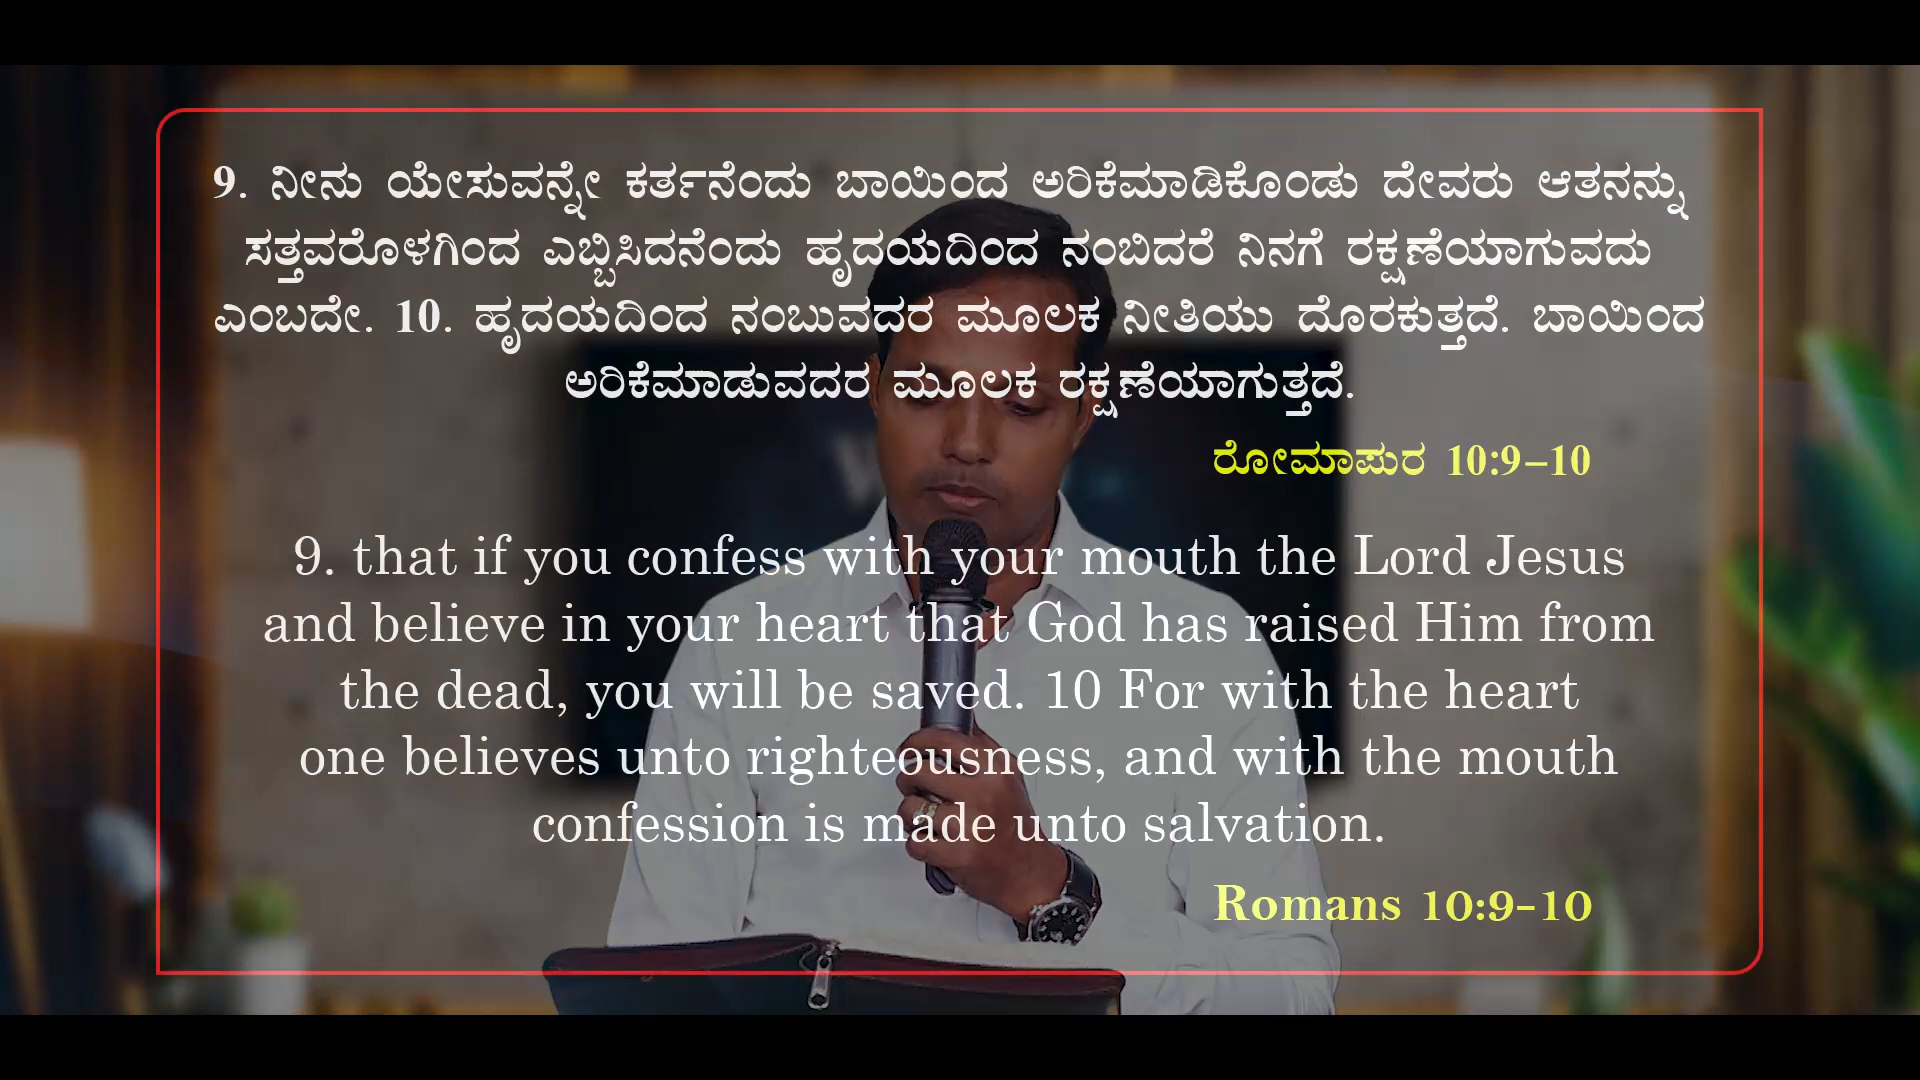 9. ನೀನು ಯೇಸುವನ್ನೇ ಕರ್ತನೆಂದು ಬಾಯಿಂದ ಅರಿಕೆಮಾಡಿಕೊಂಡು ದೇವರು ಆತನನ್ನು
ಸತ್ತವರೊಳಗಿಂದ ಎಬ್ಬಿಸಿದನೆಂದು ಹೃದಯದಿಂದ ನಂಬಿದರೆ ನಿನಗೆ ರಕ್ಷಣೆಯಾಗುವದು
ಎಂಬದೇ. 10. ಹೃದಯದಿಂದ ನಂಬುವದರ ಮೂಲಕ ನೀತಿಯು ದೊರಕುತ್ತದೆ. ಬಾಯಿಂದ
ಅರಿಕೆಮಾಡುವದರ ಮೂಲಕ ರಕ್ಷಣೆಯಾಗುತ್ತದೆ.
ರೋಮಾಪುರ 10:9-10
9. that if you confess with your mouth the Lord Jesus
and believe in your heart that God has raised Him from
the dead, you will be saved. 10 For with the heart
one believes unto righteousness, and with the mouth
confession is made unto salvation.
Romans 10:9-10